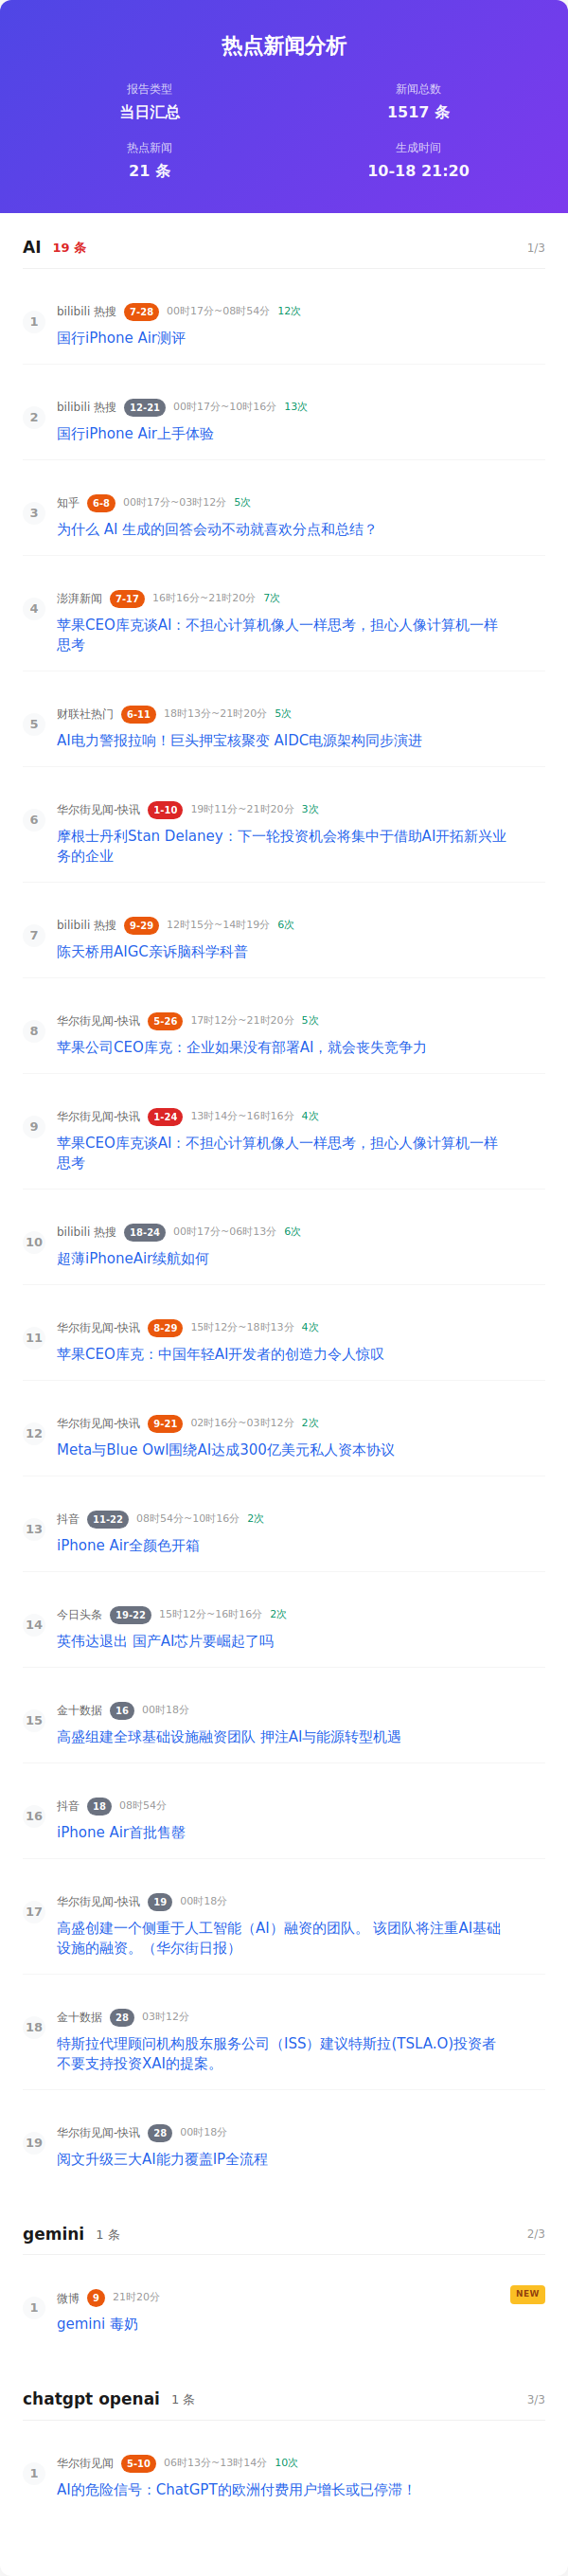 热点新闻分析
报告类型
新闻总数
当日汇总
1517 条
热点新闻
生成时间
21 条
10-18 21:20
AI 19 条 1/3
1
bilibili 热搜 7-28 00时17分~08时54分 12次
国行iPhone Air测评
2
bilibili 热搜 12-21 00时17分~10时16分 13次
国行iPhone Air上手体验
3
知乎 6-8 00时17分~03时12分 5次
为什么 AI 生成的回答会动不动就喜欢分点和总结？
4
澎湃新闻 7-17 16时16分~21时20分 7次
苹果CEO库克谈AI：不担心计算机像人一样思考，担心人像计算机一样
思考
5
财联社热门 6-11 18时13分~21时20分 5次
AI电力警报拉响！巨头押宝核聚变 AIDC电源架构同步演进
6
华尔街见闻-快讯 1-10 19时11分~21时20分 3次
摩根士丹利Stan Delaney：下一轮投资机会将集中于借助AI开拓新兴业
务的企业
7
bilibili 热搜 9-29 12时15分~14时19分 6次
陈天桥用AIGC亲诉脑科学科普
8
华尔街见闻-快讯 5-26 17时12分~21时20分 5次
苹果公司CEO库克：企业如果没有部署AI，就会丧失竞争力
9
华尔街见闻-快讯 1-24 13时14分~16时16分 4次
苹果CEO库克谈AI：不担心计算机像人一样思考，担心人像计算机一样
思考
10
bilibili 热搜 18-24 00时17分~06时13分 6次
超薄iPhoneAir续航如何
11
华尔街见闻-快讯 8-29 15时12分~18时13分 4次
苹果CEO库克：中国年轻AI开发者的创造力令人惊叹
12
华尔街见闻-快讯 9-21 02时16分~03时12分 2次
Meta与Blue Owl围绕AI达成300亿美元私人资本协议
13
抖音 11-22 08时54分~10时16分 2次
iPhone Air全颜色开箱
14
今日头条 19-22 15时12分~16时16分 2次
英伟达退出 国产AI芯片要崛起了吗
15
金十数据 16 00时18分
高盛组建全球基础设施融资团队 押注AI与能源转型机遇
16
抖音 18 08时54分
iPhone Air首批售罄
17
华尔街见闻-快讯 19 00时18分
高盛创建一个侧重于人工智能（AI）融资的团队。 该团队将注重AI基础
设施的融资。（华尔街日报）
18
金十数据 28 03时12分
特斯拉代理顾问机构股东服务公司（ISS）建议特斯拉(TSLA.O)投资者
不要支持投资XAI的提案。
19
华尔街见闻-快讯 28 00时18分
阅文升级三大AI能力覆盖IP全流程
gemini 1 条 2/3
1
微博 9 21时20分 NEW
gemini 毒奶
chatgpt openai 1 条 3/3
1
华尔街见闻 5-10 06时13分~13时14分 10次
AI的危险信号：ChatGPT的欧洲付费用户增长或已停滞！